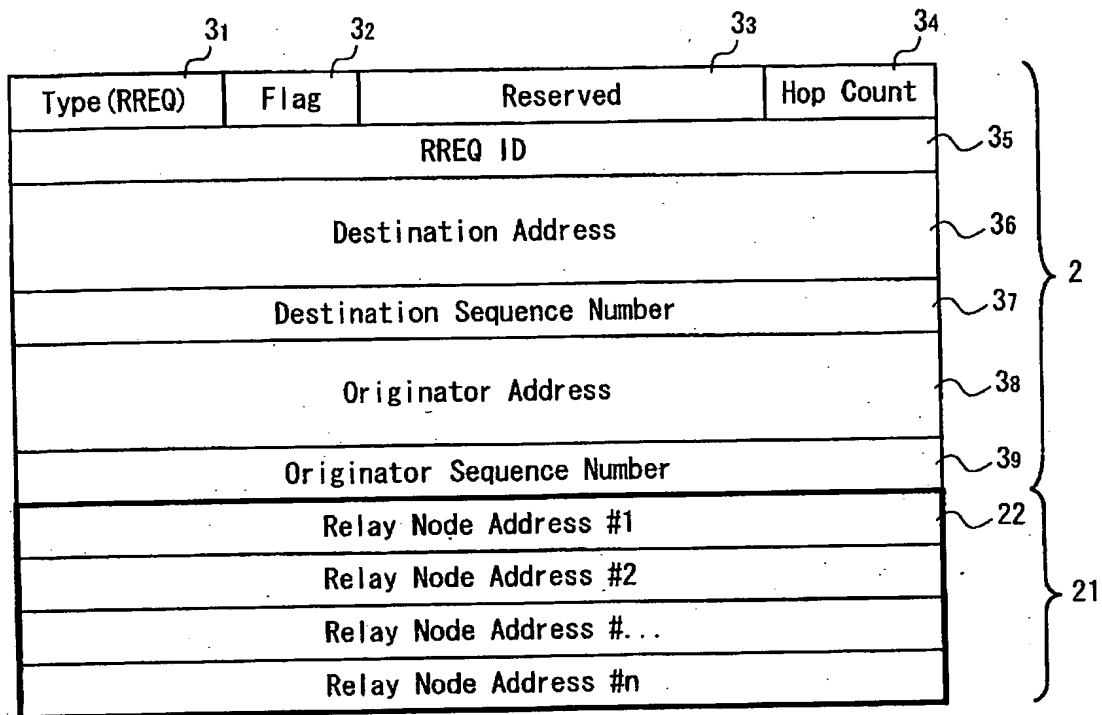 31 32 33 34
Type(RREQ) Flag Reserved Hop Count
RREQ ID 35
Destination Address 36
2
Destination Sequence Number 37
Originator Address 38
Originator Sequence Number 39
Relay Node Address #1 22
Relay Node Address #2
21
Relay Node Address #...
Relay Node Address #n